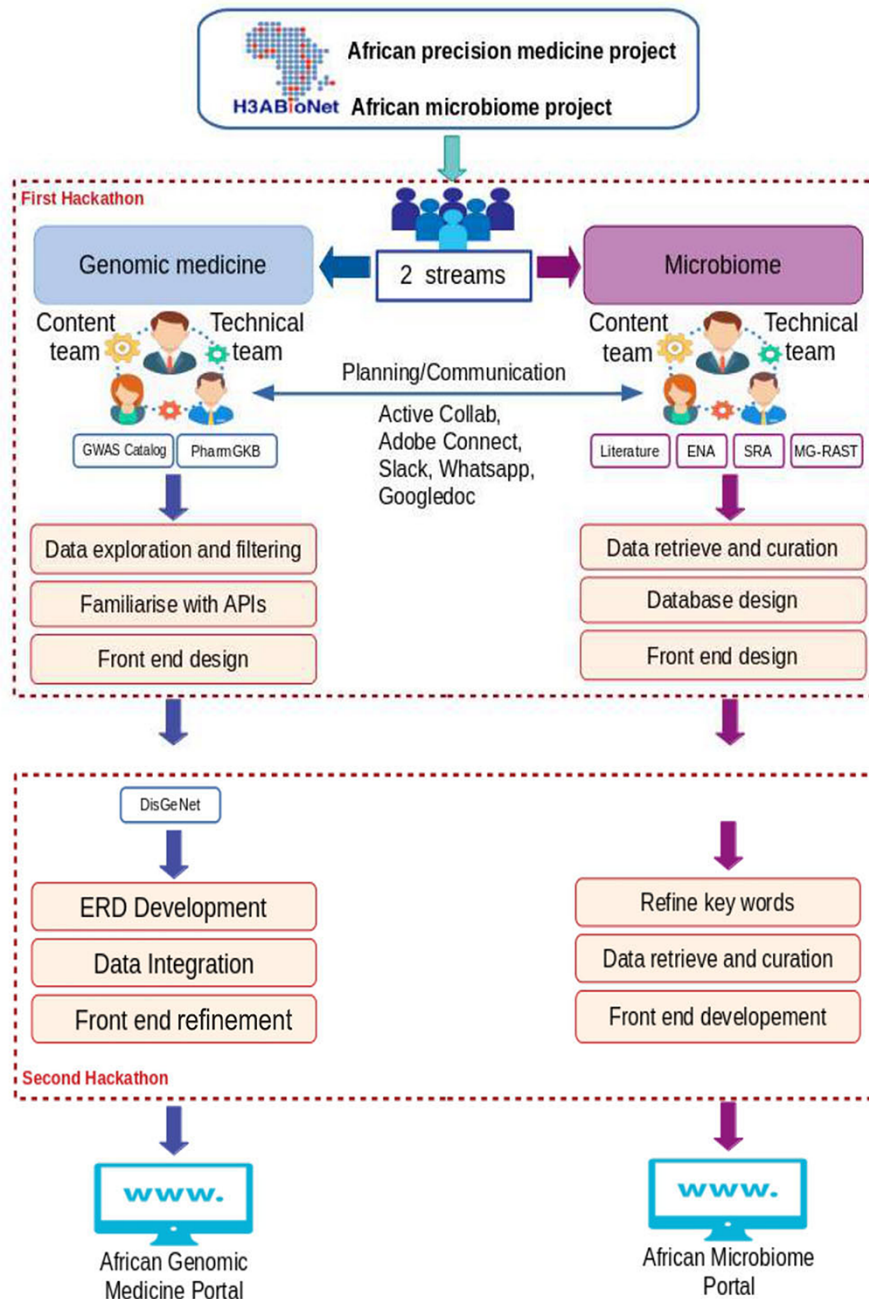 African precision medicine project
H3ABioNet
African microbiome project
First Hackathon
Genomic medicine
2 streams
Microbiome
Content
team
Technical
team
Content
team
Technical
team
Planning/Communication
Active Collab,
Adobe Connect,
Slack, Whatsapp,
Googledoc
GWAS Catalog
PharmGKB
Literature
ENA
SRA
MG-RAST
Data exploration and filtering
Familiarise with APIs
Front end design
Data retrieve and curation
Database design
Front end design
DisGeNet
ERD Development
Data Integration
Front end refinement
Refine key words
Data retrieve and curation
Front end developement
Second Hackathon
www.
African Genomic
Medicine Portal
www.
African Microbiome
Portal